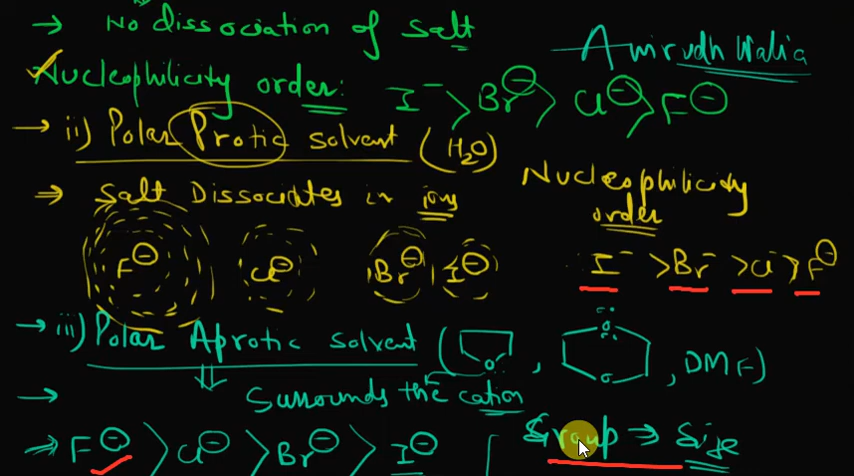 → No dissociation of salt
Anirudh Walia
Nucleophilicity order: I⁻ > Br⊖ > Cl⊖ > F⊖
→ ii) Polar Protic solvent (H₂O)
⇒ Salt Dissociates in ions
Nucleophilicity
order
F⊖ Cl⊖ Br⊖ I⊖
I⁻ > Br⁻ > Cl > F⊖
→ iii) Polar Aprotic solvent ( O , O O , DMF)
→ Surrounds the cation
⇒ F⊖ > Cl⊖ > Br⊖ > I⊖ [ Group ⇒ Size